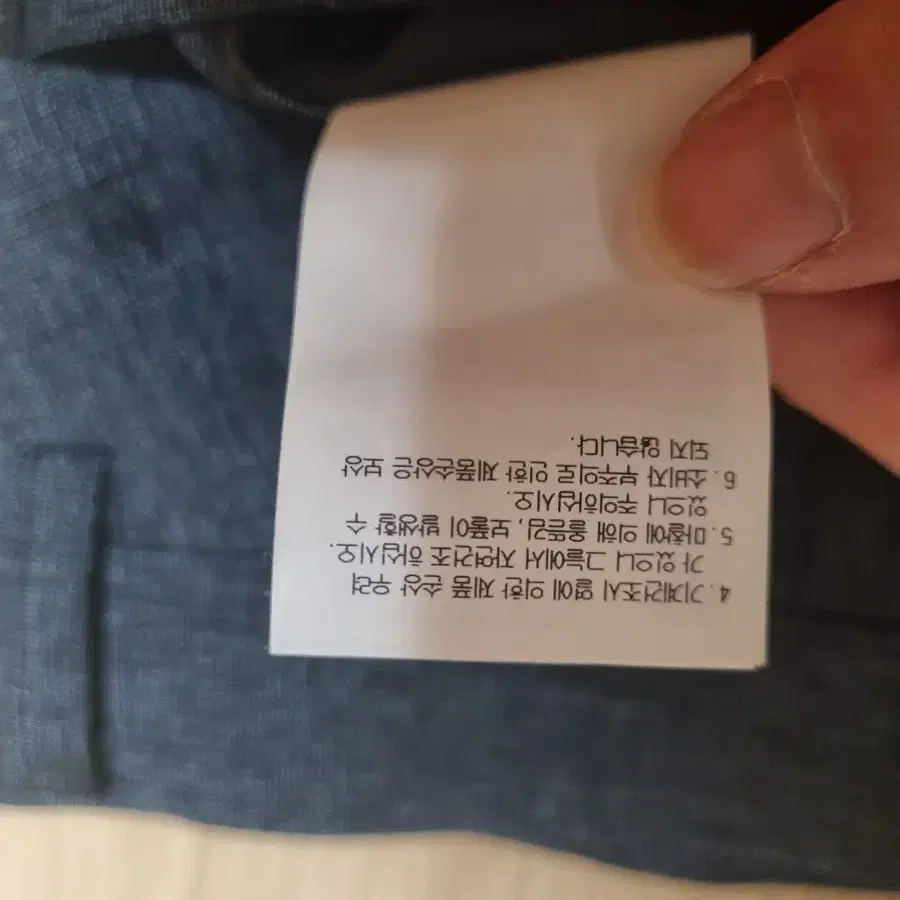 4. 기계건조시 열에 의한 제품 손상 우려
가 있으니 그늘에서 자연건조 하십시오.
5. 마찰에 의해 올뜯김, 보풀이 발생할 수
있으니 주의하십시오.
6. 소비자 부주의로 인한 제품손상은 보상
되지 않습니다.